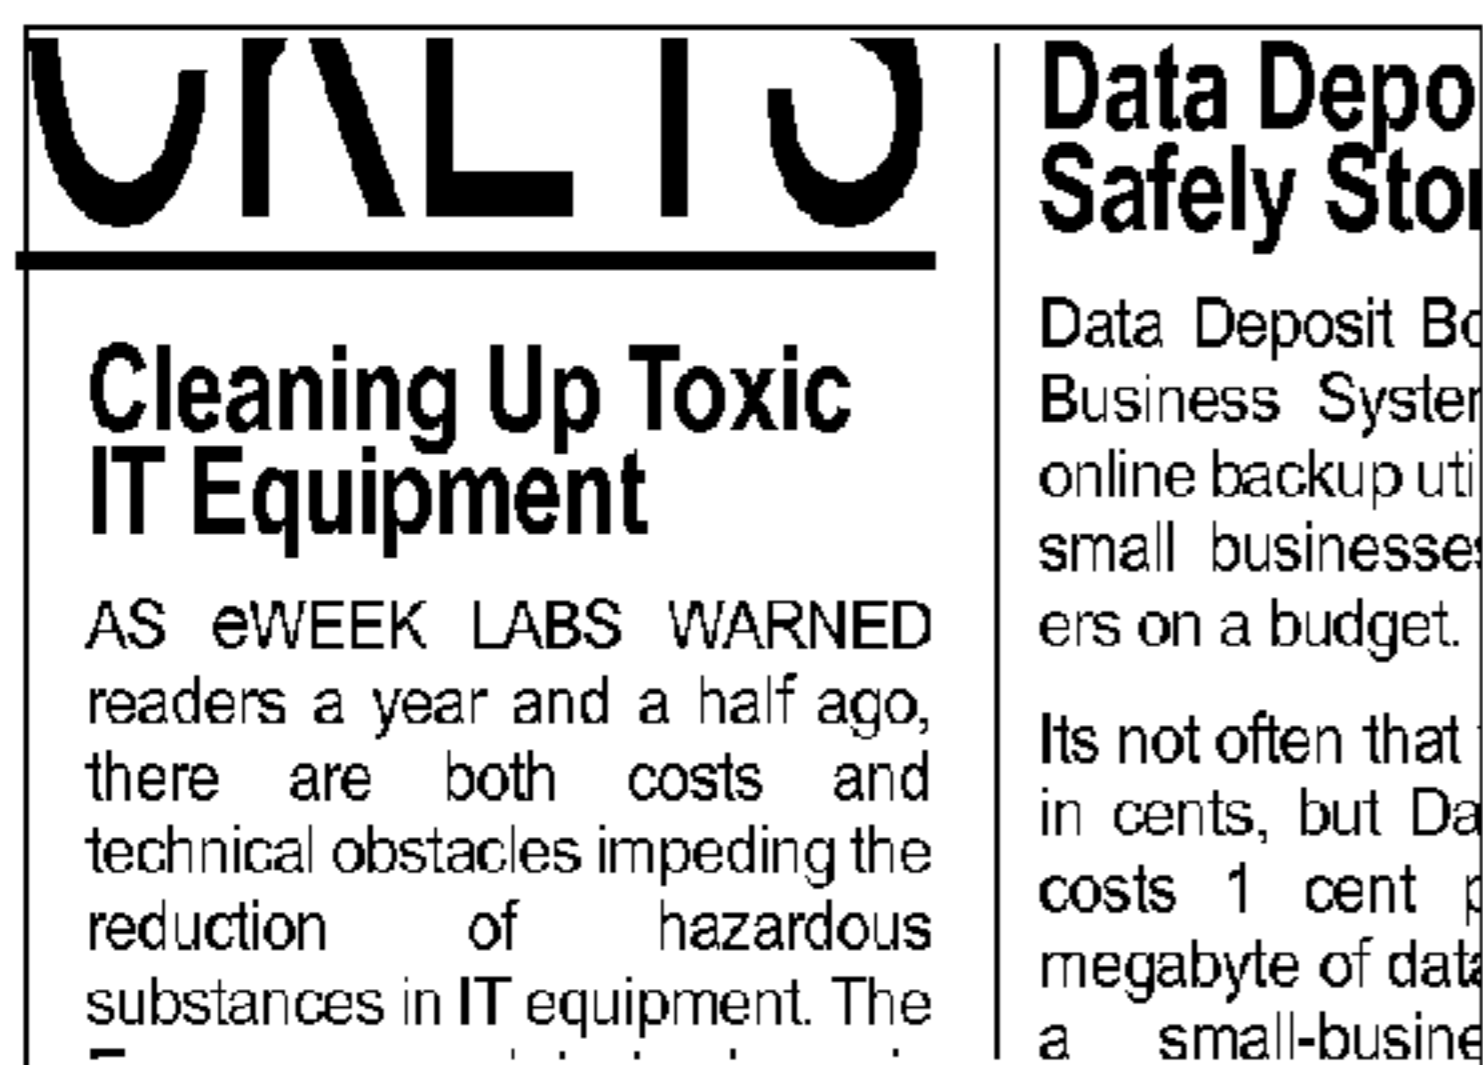 Cleaning Up Toxic
IT Equipment
AS eWEEK LABS WARNED
readers a year and a half ago,
there are both costs and
technical obstacles impeding the
reduction of hazardous
substances in IT equipment. The
Data Depo
Safely Stor
Data Deposit Bo
Business System
online backup uti
small businesses
ers on a budget.
Its not often that
in cents, but Da
costs 1 cent p
megabyte of data
a small-busine